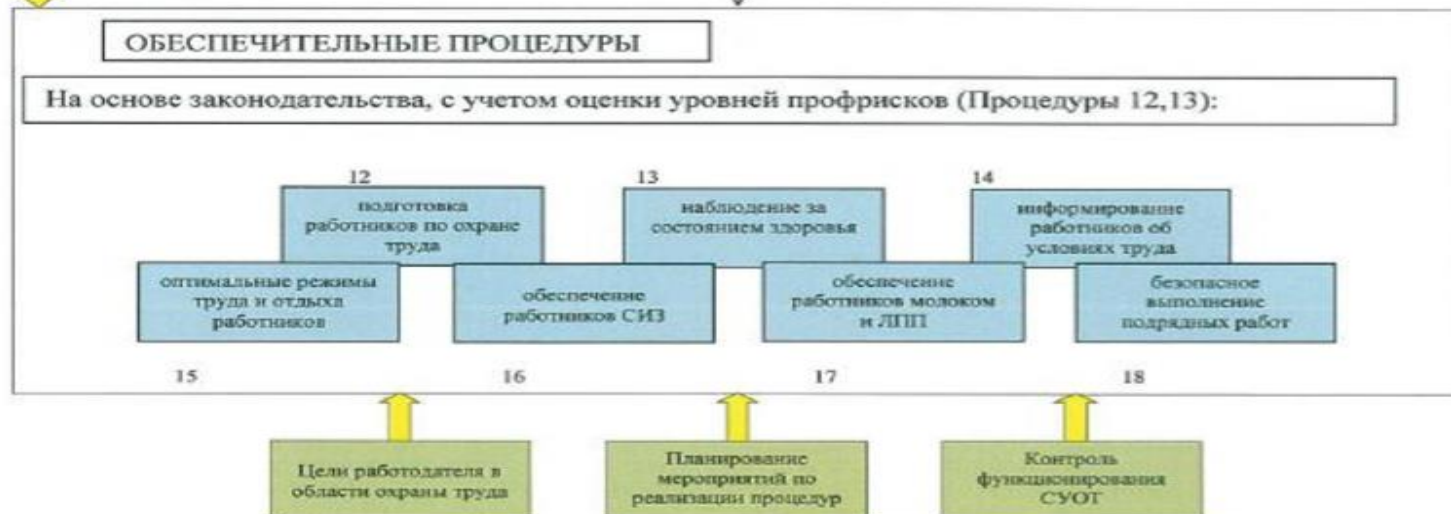 ОБЕСПЕЧИТЕЛЬНЫЕ ПРОЦЕДУРЫ
На основе законодательства, с учетом оценки уровней профрисков (Процедуры 12,13):
12
13
14
подготовка
работников по охране
труда
наблюдение за
состоянием здоровья
информирование
работников об
условиях труда
оптимальные режимы
труда и отдыха
работников
обеспечение
работников СИЗ
обеспечение
работников молоком
и ЛПП
безопасное
выполнение
подрядных работ
15
16
17
18
Цели работодателя в
области охраны труда
Планирование
мероприятий по
реализации процедур
Контроль
функционирования
СУОТ